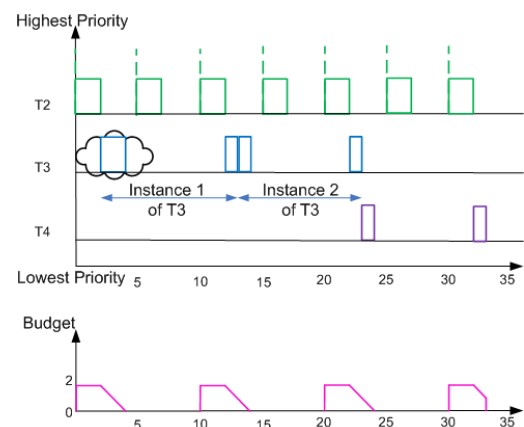 Highest Priority
T2
T3
Instance 1
of T3
Instance 2
of T3
T4
Lowest Priority 5 10 15 20 25 30 35
Budget
2
0
5 10 15 20 25 30 35